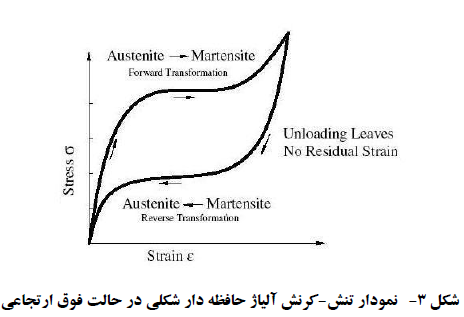 Austenite → Martensite
Forward Transformation
Unloading Leaves
No Residual Strain
Stress σ
Austenite ← Martensite
Reverse Transformation
Strain ε
شکل ۳- نمودار تنش-کرنش آلیاژ حافظه دار شکلی در حالت فوق ارتجاعی